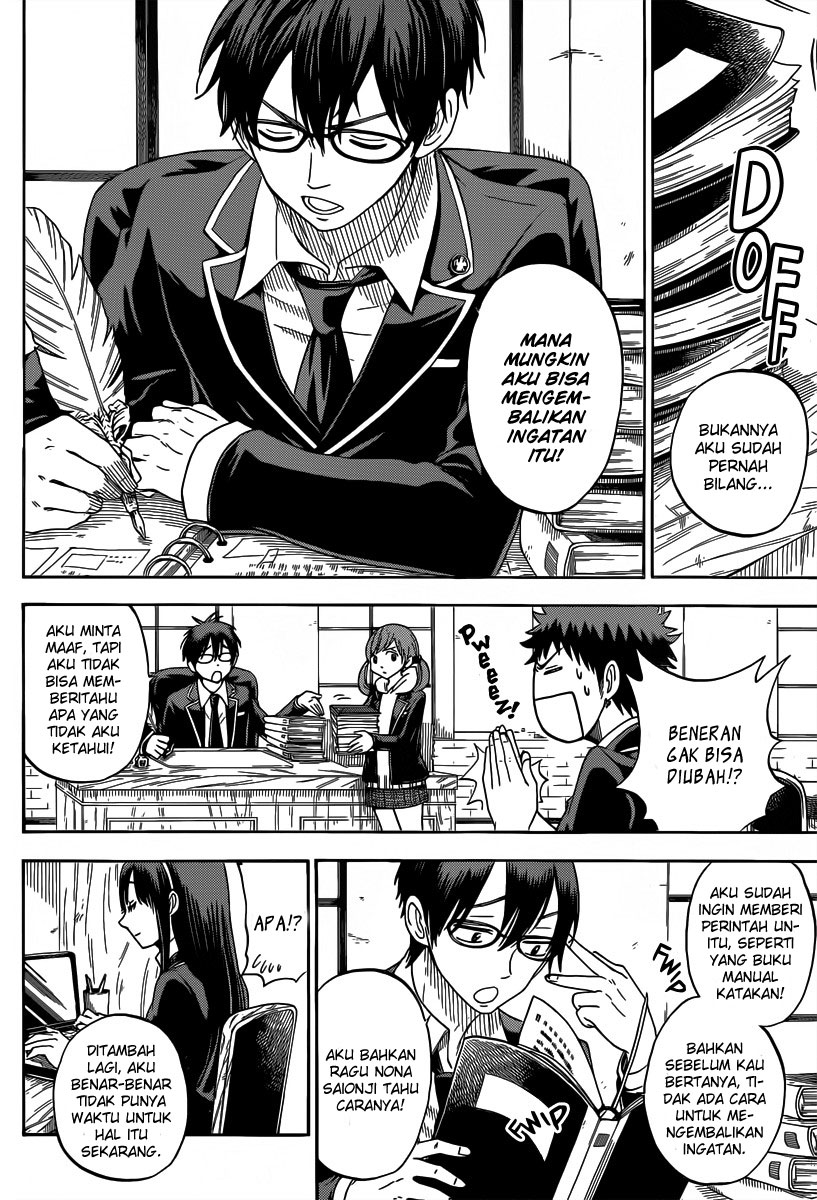 D
OFF
BUKANNYA
AKU SUDAH
PERNAH
BILANG...
MANA
MUNGKIN
AKU BISA
MENGEM-
BALIKAN
INGATAN
ITU!
BENERAN
GAK BISA
DIUBAH!?
PWEEEZ!
AKU MINTA
MAAF, TAPI
AKU TIDAK
BISA MEM-
BERITAHU
APA YANG
TIDAK AKU
KETAHUI!
AKU SUDAH
INGIN MEMBERI
PERINTAH UN-
ITU, SEPERTI
YANG BUKU
MANUAL
KATAKAN!
FWIP
BAHKAN
SEBELUM KAU
BERTANYA, TI-
DAK ADA CARA
UNTUK ME-
NGEMBALIKAN
INGATAN.
FWIP
AKU BAHKAN
RAGU NONA
SAIONJI TAHU
CARANYA!
APA!?
DITAMBAH
LAGI, AKU
BENAR-BENAR
TIDAK PUNYA
WAKTU UNTUK
HAL ITU
SEKARANG.